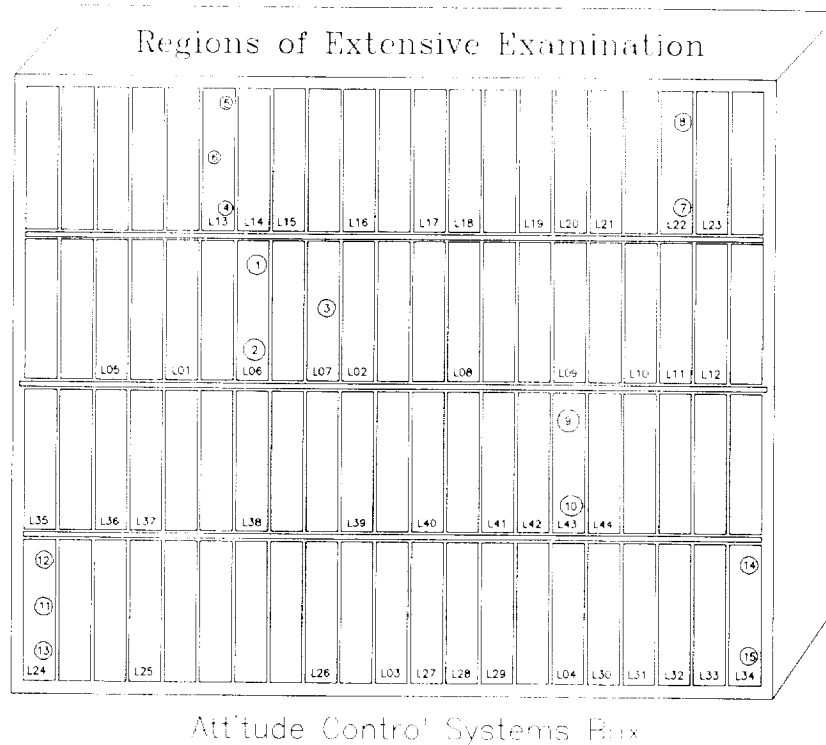 Regions of Extensive Examination
5 8
6
4 7
L13 L14 L15 L16 L17 L18 L19 L20 L21 L22 L23
1
3
2
L05 L01 L06 L07 L02 L08 L09 L10 L11 L12
9
10
L35 L36 L37 L38 L39 L40 L41 L42 L43 L44
12 14
11
13 15
L24 L25 L26 L03 L27 L28 L29 L04 L30 L31 L32 L33 L34
Attitude Control Systems Box